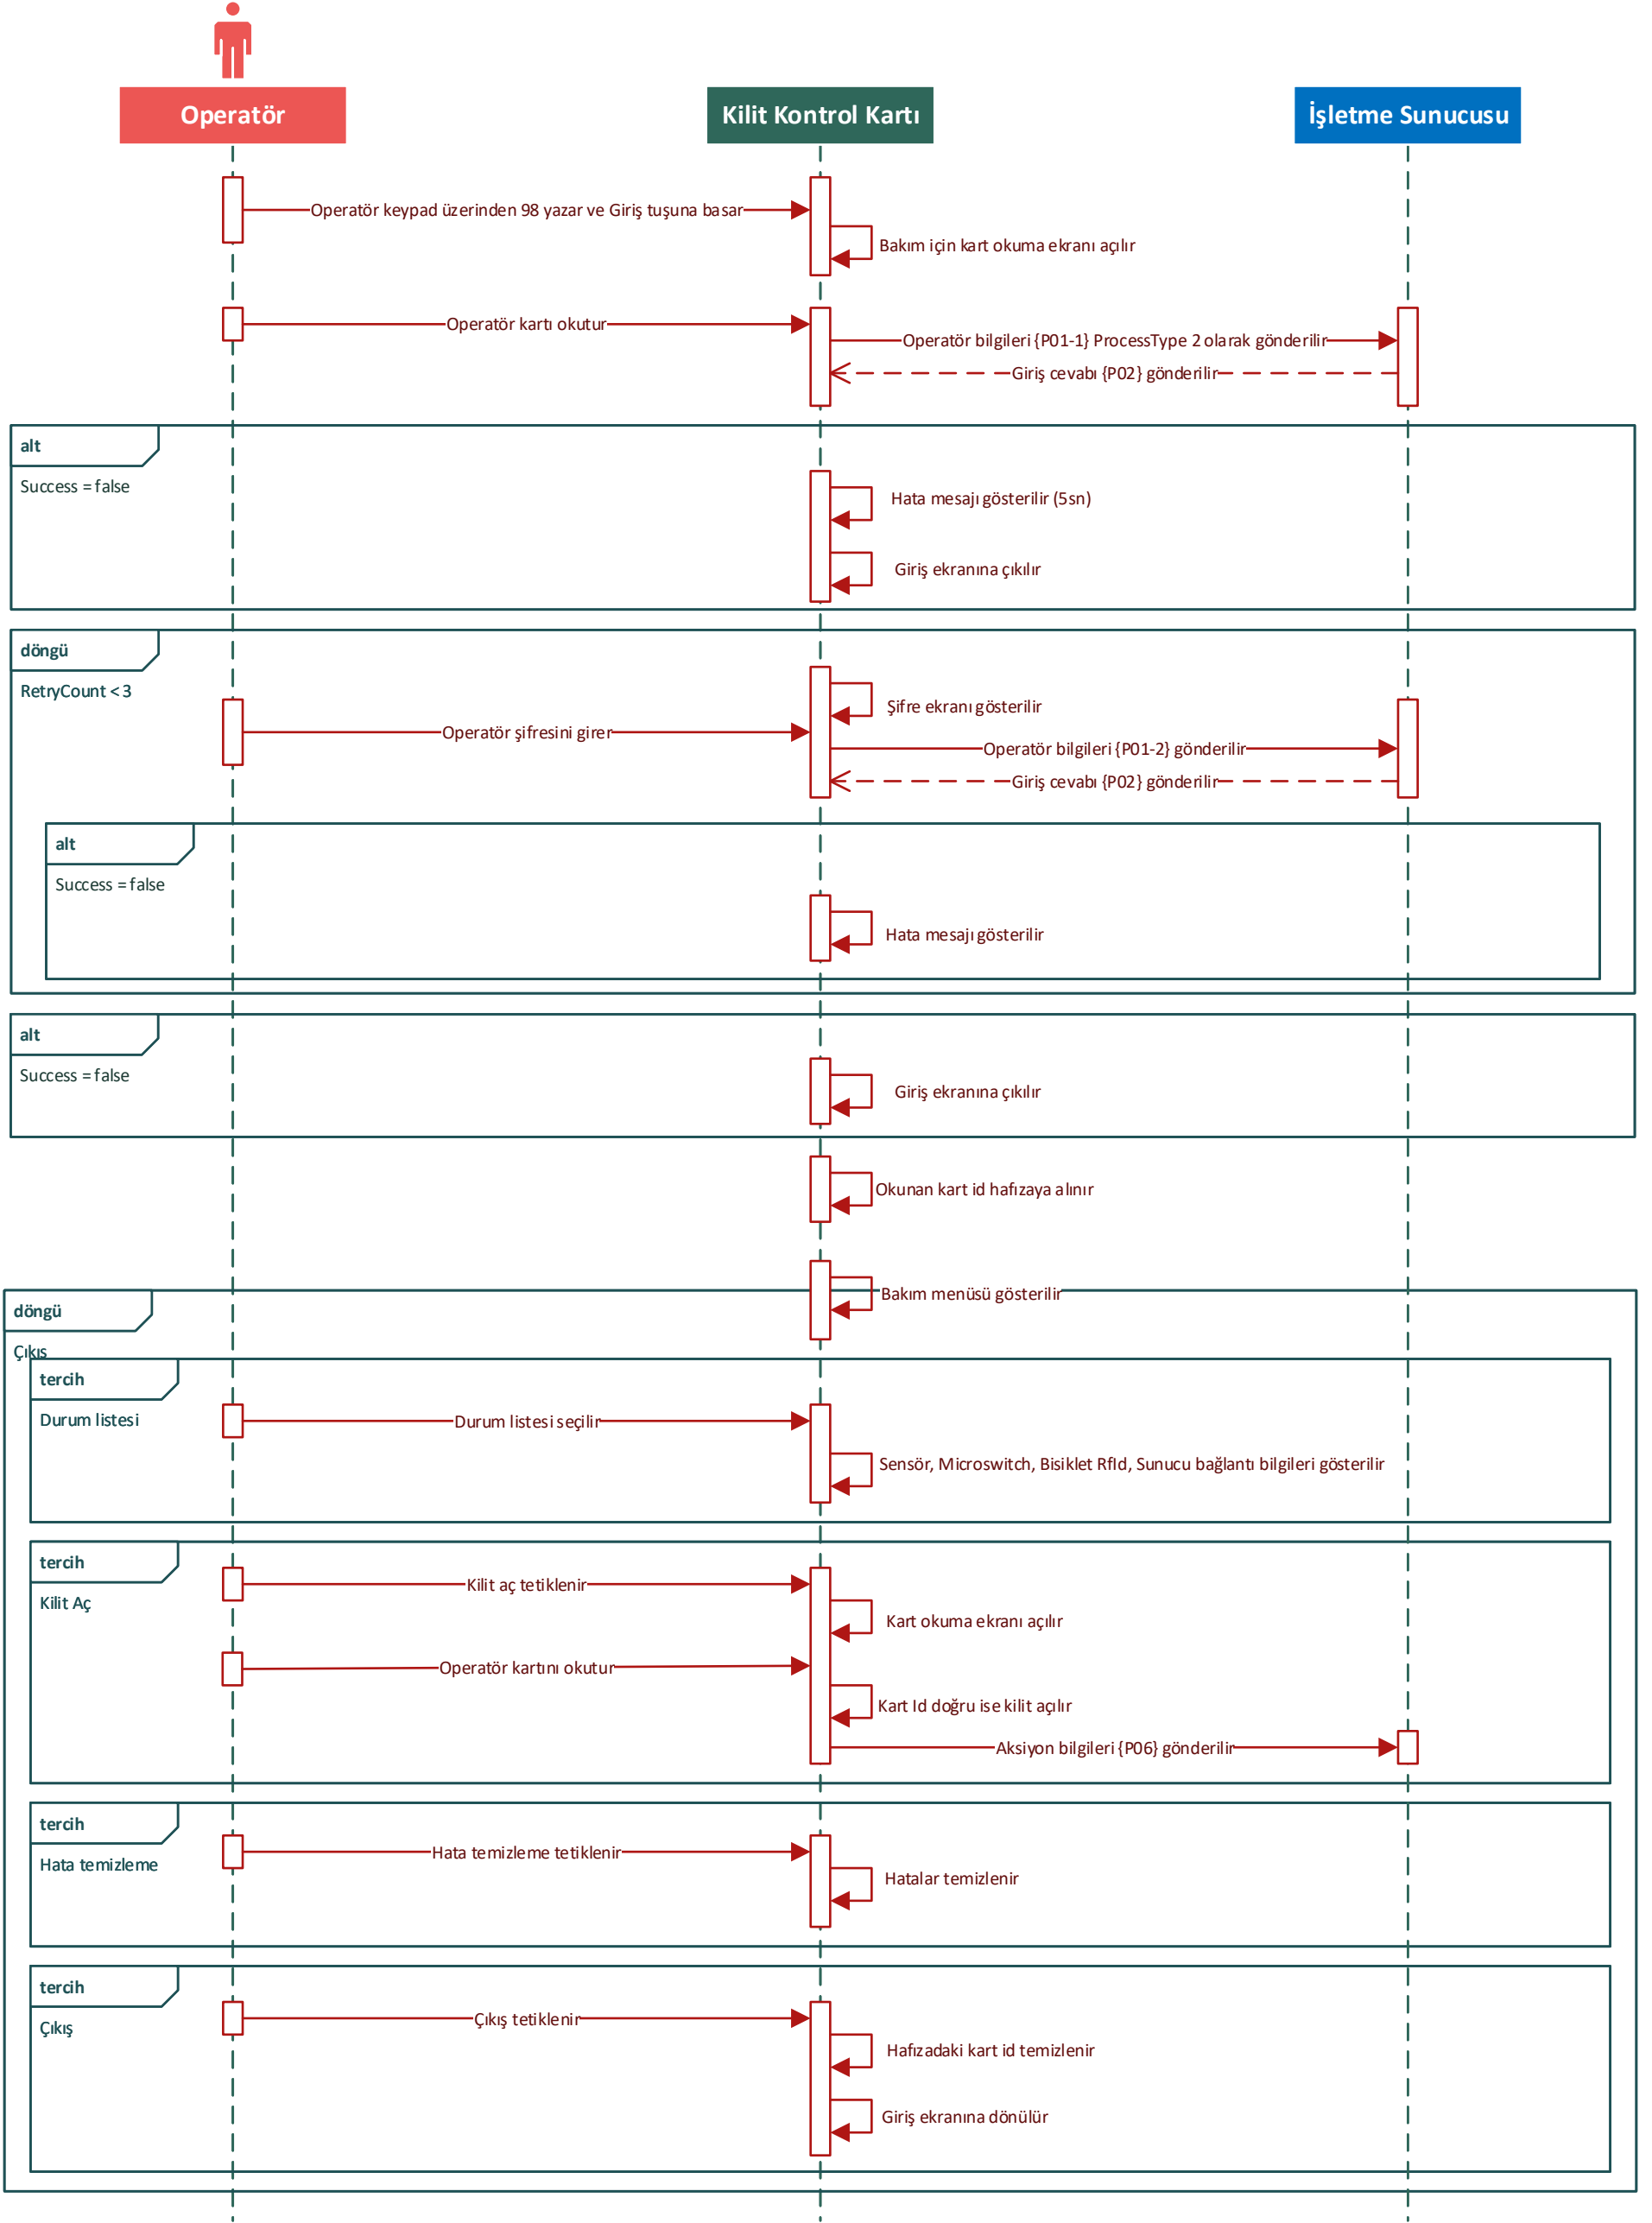 Operatör
Kilit Kontrol Kartı
İşletme Sunucusu
Operatör keypad üzerinden 98 yazar ve Giriş tuşuna basar
Bakım için kart okuma ekranı açılır
Operatör kartı okutur
Operatör bilgileri {P01-1} ProcessType 2 olarak gönderilir
Giriş cevabı {P02} gönderilir
alt
Success = false
Hata mesajı gösterilir (5sn)
Giriş ekranına çıkılır
döngü
RetryCount < 3
Şifre ekranı gösterilir
Operatör şifresini girer
Operatör bilgileri {P01-2} gönderilir
Giriş cevabı {P02} gönderilir
alt
Success = false
Hata mesajı gösterilir
alt
Success = false
Giriş ekranına çıkılır
Okunan kart id hafızaya alınır
Bakım menüsü gösterilir
döngü
Çıkış
tercih
Durum listesi
Durum listesi seçilir
Sensör, Microswitch, Bisiklet RfId, Sunucu bağlantı bilgileri gösterilir
tercih
Kilit Aç
Kilit aç tetiklenir
Kart okuma ekranı açılır
Operatör kartını okutur
Kart Id doğru ise kilit açılır
Aksiyon bilgileri {P06} gönderilir
tercih
Hata temizleme
Hata temizleme tetiklenir
Hatalar temizlenir
tercih
Çıkış
Çıkış tetiklenir
Hafızadaki kart id temizlenir
Giriş ekranına dönülür